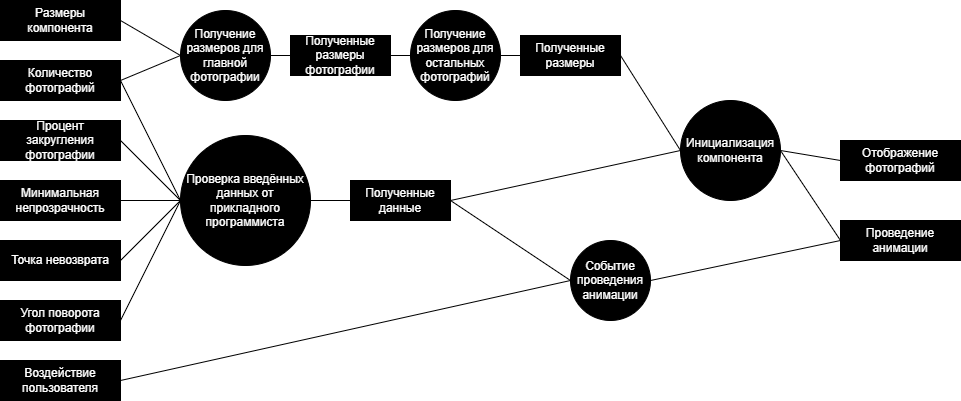 Размеры
компонента
Количество
фотографий
Процент
закругления
фотографии
Минимальная
непрозрачность
Точка невозврата
Угол поворота
фотографии
Воздействие
пользователя
Получение
размеров для
главной
фотографии
Полученные
размеры
фотографии
Получение
размеров для
остальных
фотографий
Полученные
размеры
Проверка введённых
данных от
прикладного
программиста
Полученные
данные
Событие
проведения
анимации
Инициализация
компонента
Отображение
фотографий
Проведение
анимации